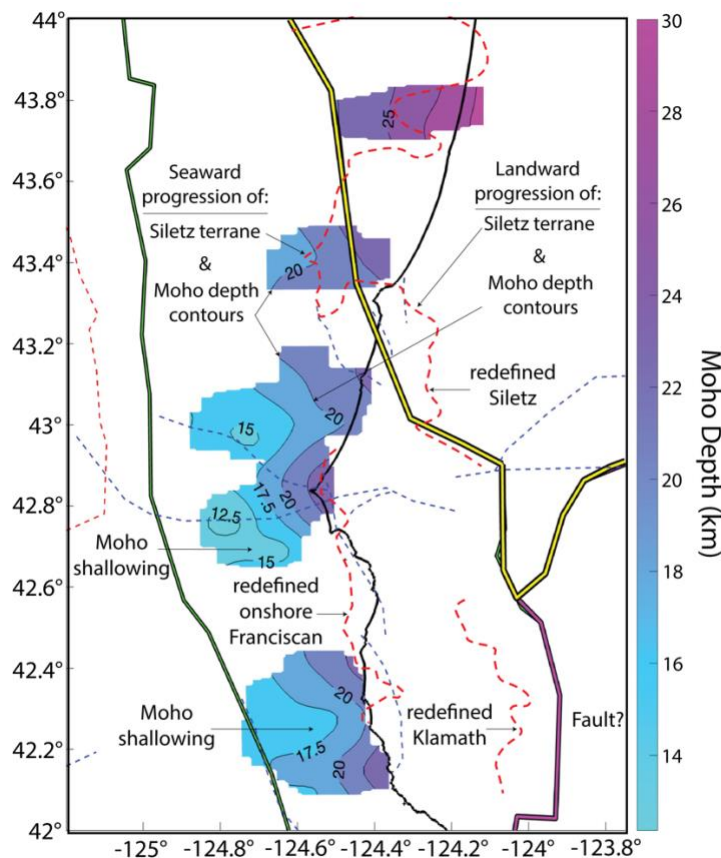 44°
43.8°
43.6°
43.4°
43.2°
43°
42.8°
42.6°
42.4°
42.2°
42°
-125°
-124.8°
-124.6°
-124.4°
-124.2°
-124°
-123.8°
Seaward
progression of:
Siletz terrane
&
Moho depth
contours
Landward
progression of:
Siletz terrane
&
Moho depth
contours
25
20
redefined
Siletz
20
15
17.5
20
12.5
15
Moho
shallowing
redefined
onshore
Franciscan
20
Moho
shallowing
17.5
20
redefined
Klamath
Fault?
30
28
26
24
22
20
18
16
14
Moho Depth (km)